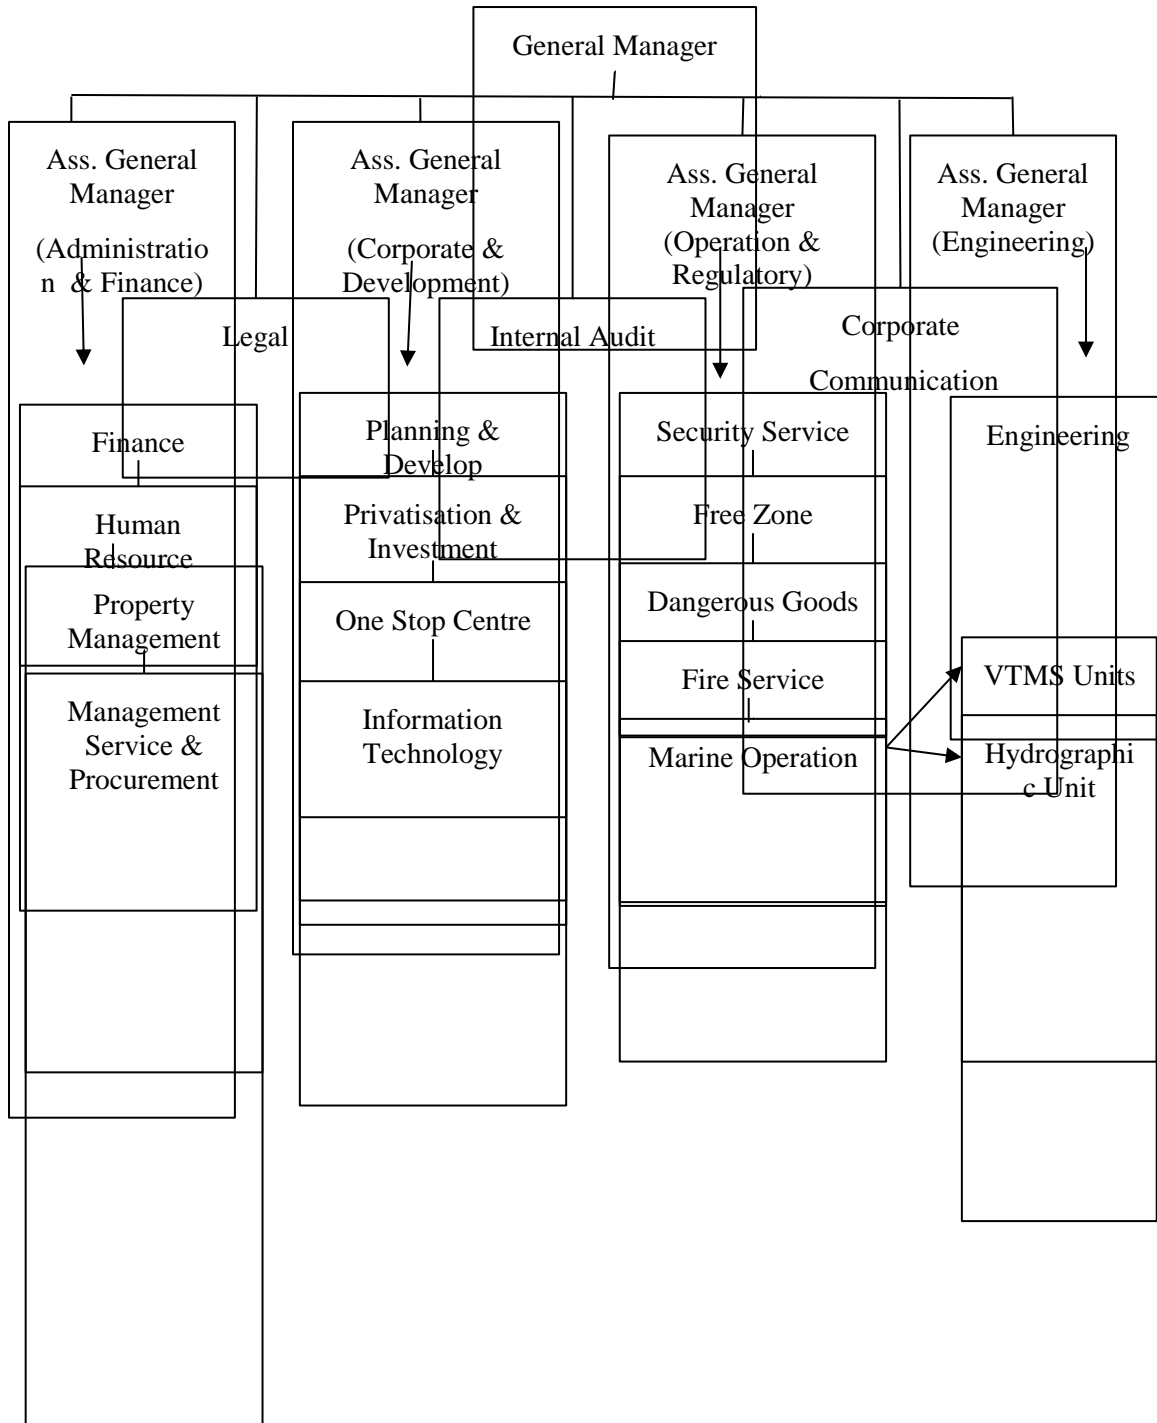 General Manager
Ass. General
Manager
(Administratio
n & Finance)
Ass. General
Manager
(Corporate &
Development)
Ass. General
Manager
(Operation &
Regulatory)
Ass. General
Manager
(Engineering)
Legal
Internal Audit
Corporate
Communication
Finance
Human
Resource
Property
Management
Management
Service &
Procurement
Planning &
Develop
Privatisation &
Investment
One Stop Centre
Information
Technology
Security Service
Free Zone
Dangerous Goods
Fire Service
Marine Operation
Engineering
VTMS Units
Hydrographi
c Unit